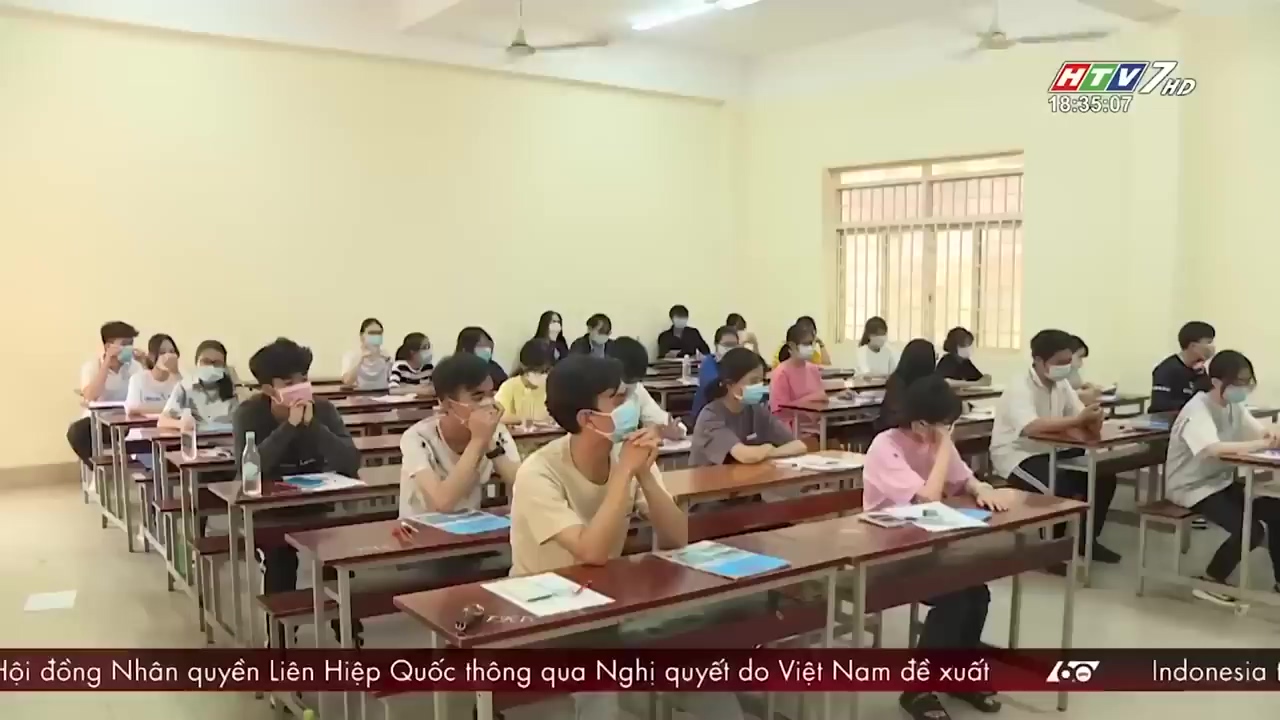 HTV7 HD
18:35:07
Hội đồng Nhân quyền Liên Hiệp Quốc thông qua Nghị quyết do Việt Nam đề xuất 60 Indonesia